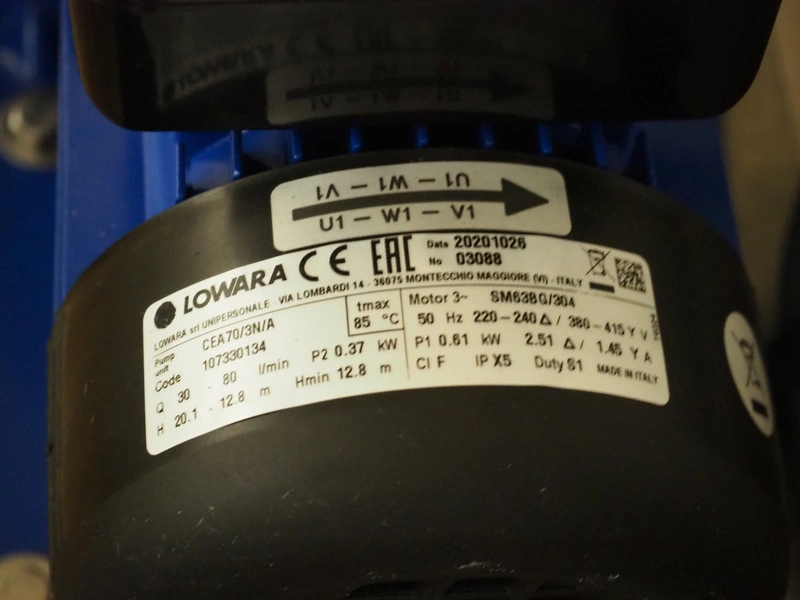 U1 - W1 - V1
U1 - W1 - V1
LOWARA CE EAC Date 20201026
No 03088
LOWARA srl UNIPERSONALE VIA LOMBARDI 14 - 36075 MONTECCHIO MAGGIORE (VI) - ITALY
Pump unit CEA70/3N/A tmax 85 °C Motor 3~ SM63BG/304
Code 107330134 50 Hz 220-240 Δ / 380-415 Y V
Q 30 - 80 l/min P2 0.37 kW P1 0.61 kW 2.51 Δ / 1.45 Y A
H 20.1 - 12.8 m Hmin 12.8 m Cl F IP X5 Duty S1 MADE IN ITALY